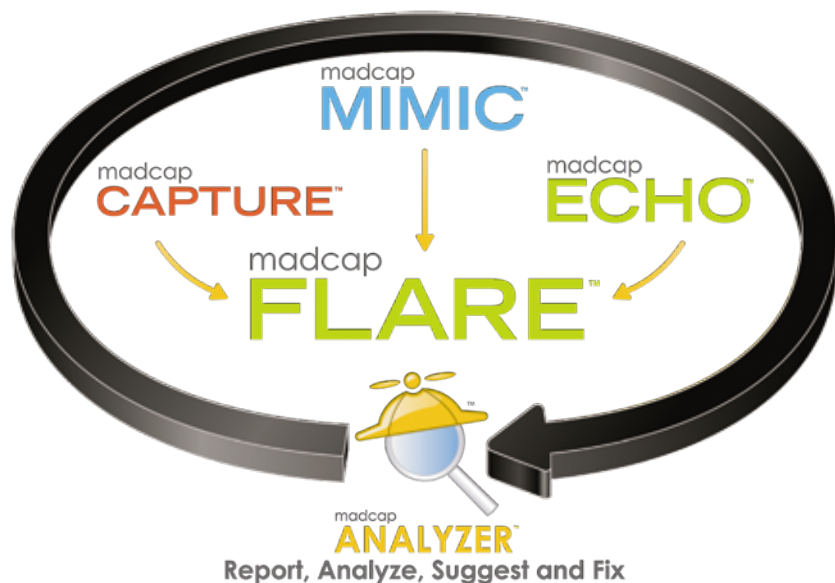 madcap
MIMIC™
madcap
CAPTURE™
madcap
ECHO™
madcap
FLARE™
™
madcap
ANALYZER™
Report, Analyze, Suggest and Fix